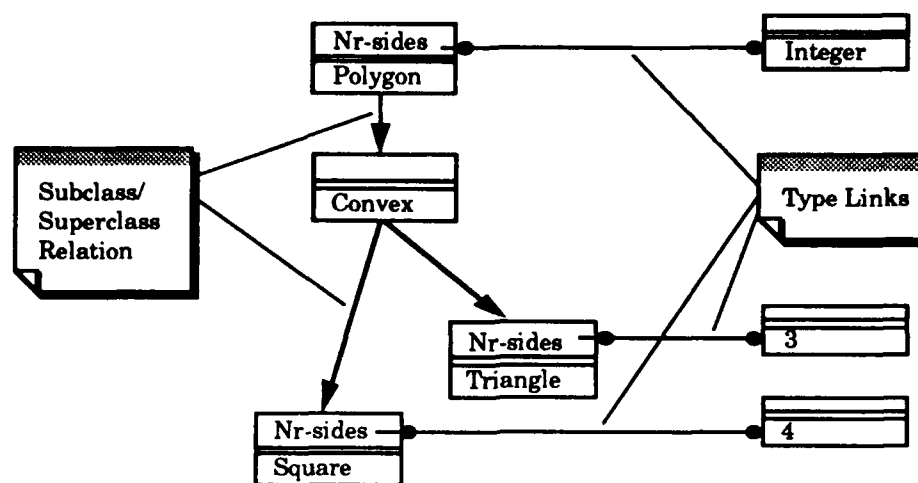 Nr-sides
Polygon
Integer
Subclass/
Superclass
Relation
Convex
Type Links
Nr-sides
Triangle
3
Nr-sides
Square
4